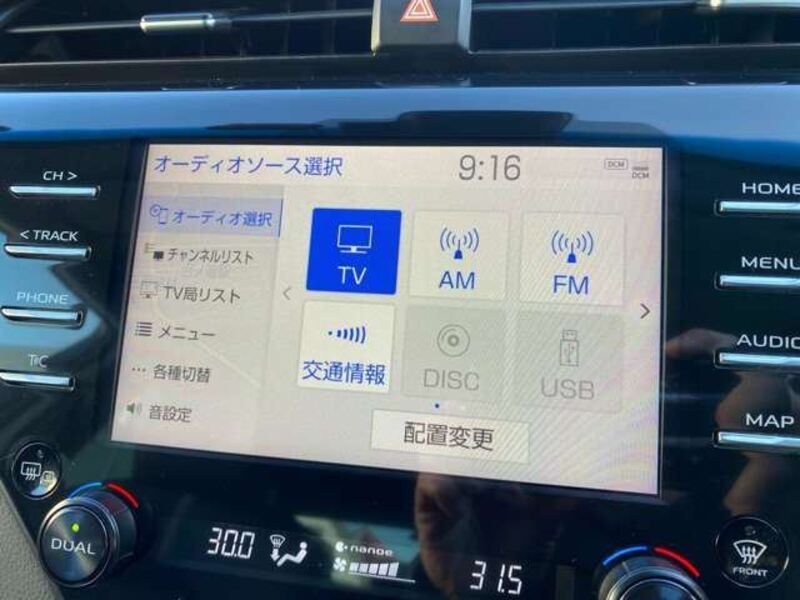 オーディオソース選択 9:16 DCM
DCM
CH >
< TRACK
PHONE
T:C
オーディオ選択
チャンネルリスト
TV局リスト
メニュー
各種切替
音設定
TV AM FM
交通情報 DISC USB
配置変更
HOME
MENU
AUDIO
MAP
DUAL
30.0
nanoe
31.5
FRONT